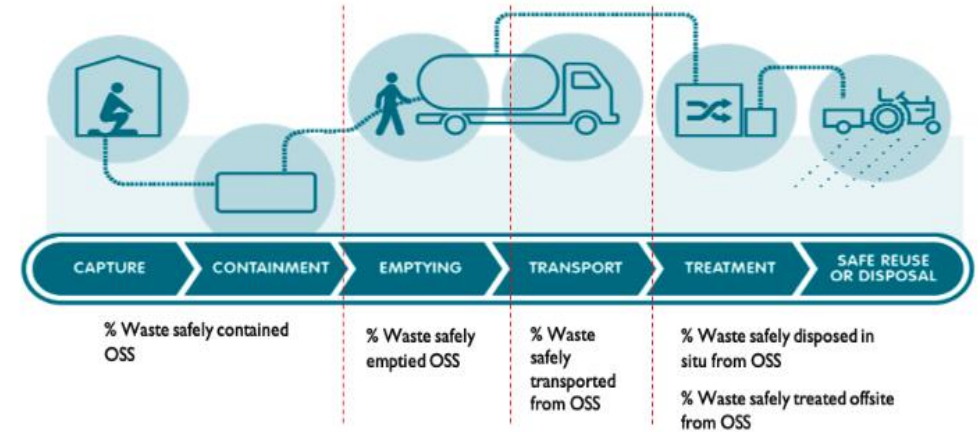 CAPTURE
CONTAINMENT
EMPTYING
TRANSPORT
TREATMENT
SAFE REUSE
OR DISPOSAL
% Waste safely contained
OSS
% Waste safely
emptied OSS
% Waste
safely
transported
from OSS
% Waste safely disposed in
situ from OSS
% Waste safely treated offsite
from OSS